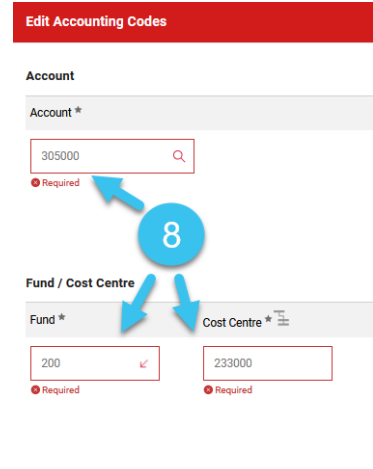 Edit Accounting Codes
Account
Account *
305000
Required
8
Fund / Cost Centre
Fund * Cost Centre *
200 233000
Required Required